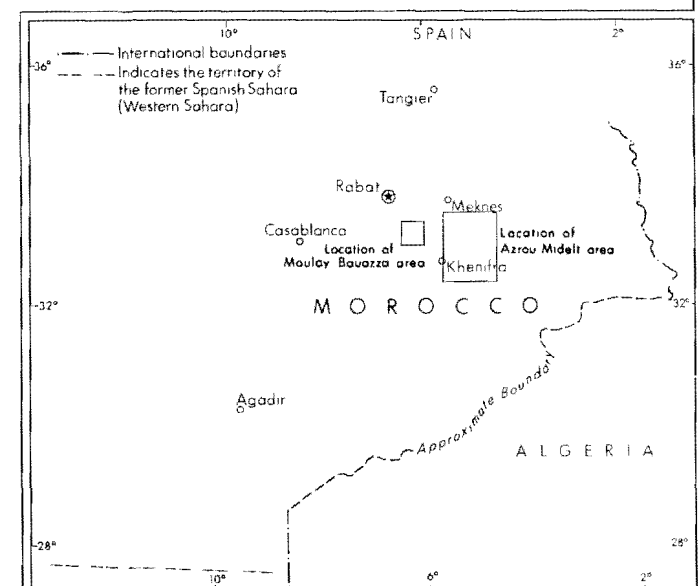 10° SPAIN 2°
International boundaries
36° 36°
Indicates the territory of
the former Spanish Sahara
(Western Sahara)
Tangier
Rabat
Meknes
Casablanca
Location of
Moulay Bouazza area
Location of
Azrou Midelt area
Khenifra
MOROCCO
32° 32°
Agadir
Approximate Boundary
ALGERIA
28° 28°
10° 6° 2°